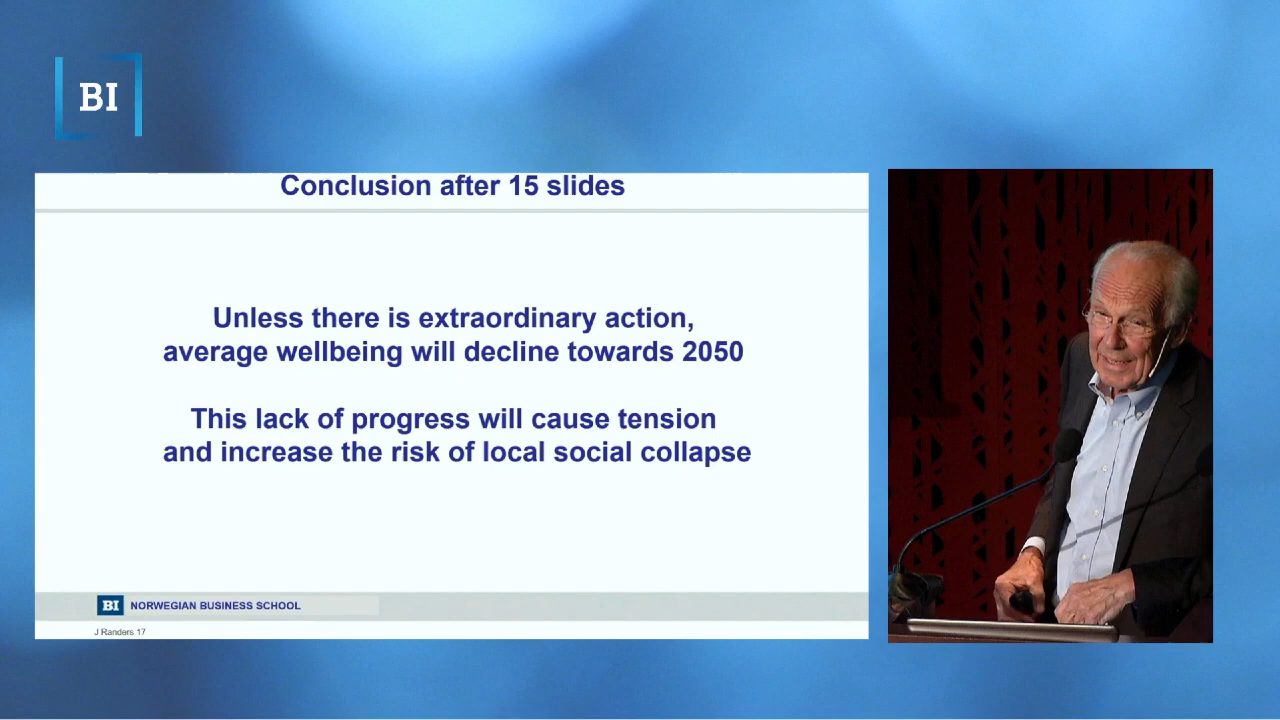 BI
Conclusion after 15 slides
Unless there is extraordinary action,
average wellbeing will decline towards 2050
This lack of progress will cause tension
and increase the risk of local social collapse
BI NORWEGIAN BUSINESS SCHOOL
J Randers 17